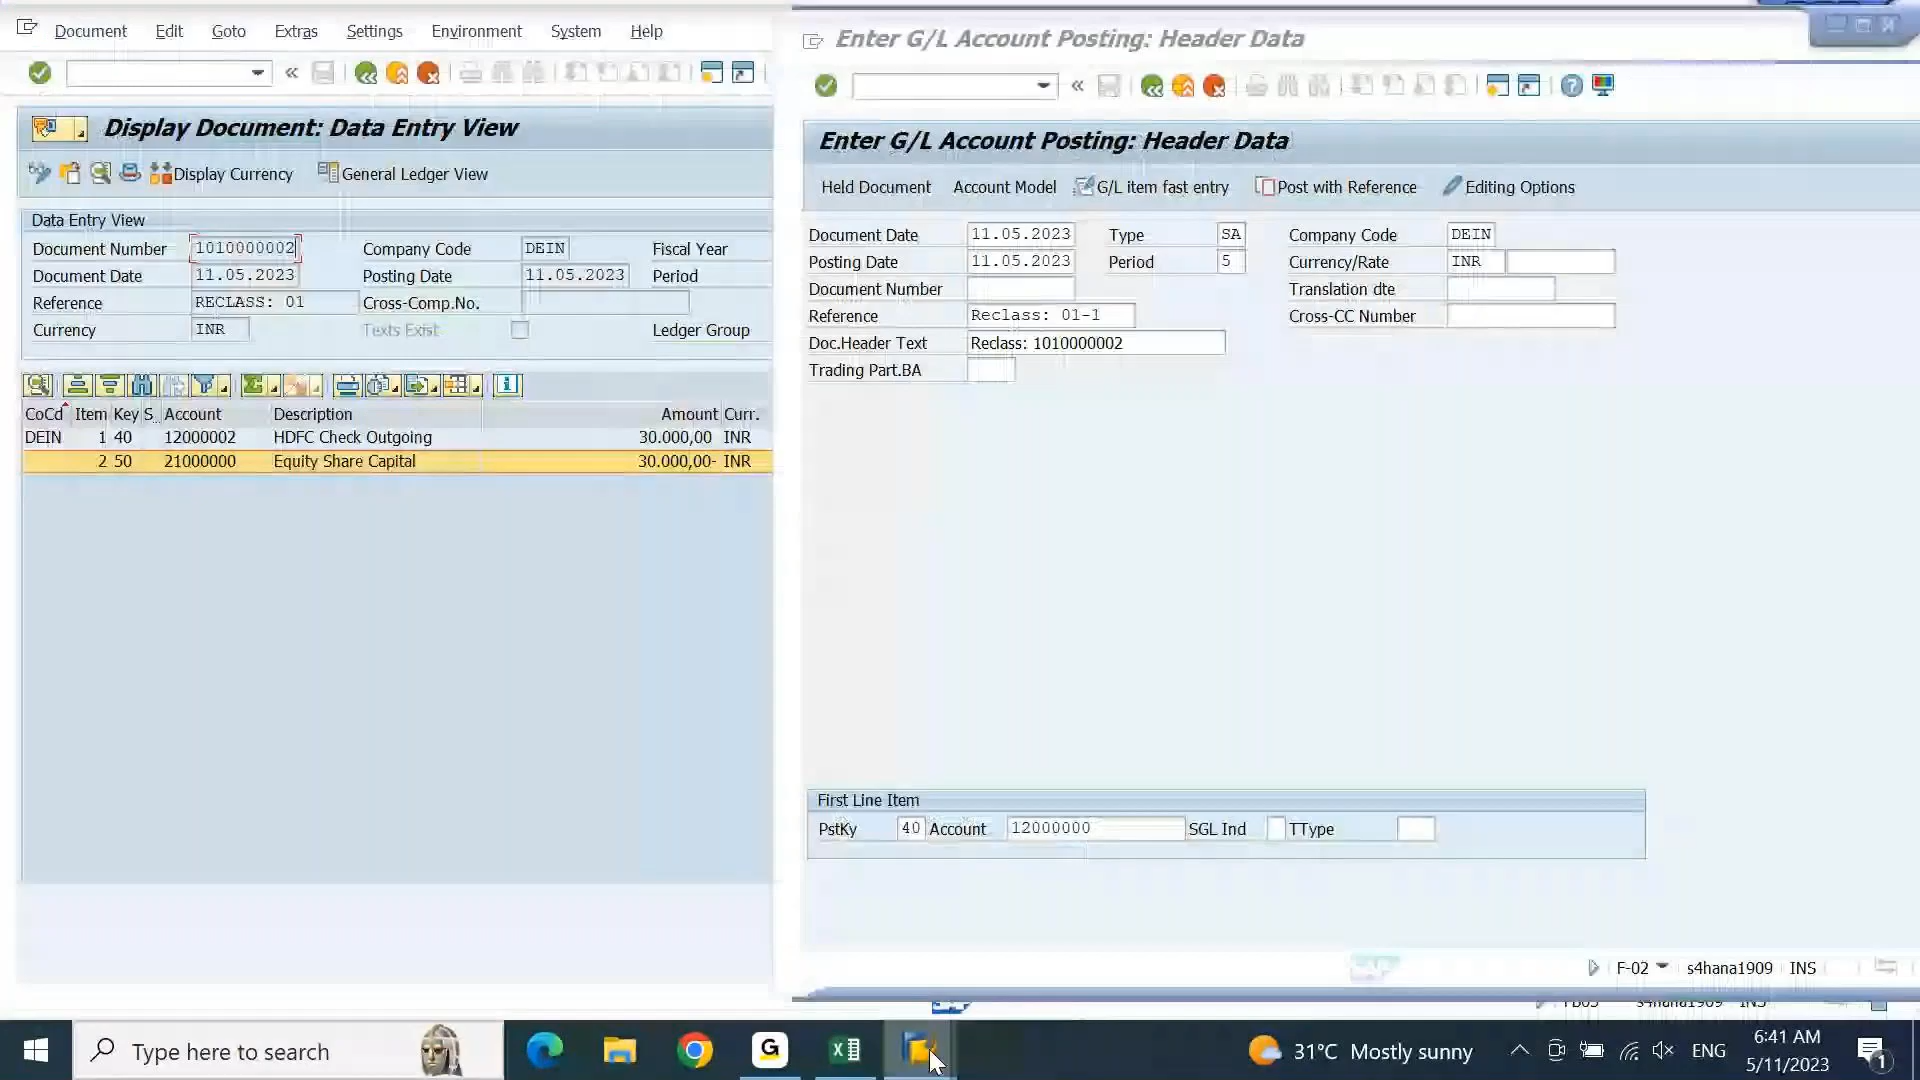 Document Edit Goto Extras Settings Environment System Help
Display Document: Data Entry View
Display Currency General Ledger View
Data Entry View
Document Number 1010000002 Company Code DEIN Fiscal Year
Document Date 11.05.2023 Posting Date 11.05.2023 Period
Reference RECLASS: 01 Cross-Comp.No.
Currency INR Texts Exist Ledger Group
CoCd Item Key S.. Account Description Amount Curr.
DEIN 1 40 12000002 HDFC Check Outgoing 30.000,00 INR
2 50 21000000 Equity Share Capital 30.000,00- INR
Enter G/L Account Posting: Header Data
Enter G/L Account Posting: Header Data
Held Document Account Model G/L item fast entry Post with Reference Editing Options
Document Date 11.05.2023 Type SA Company Code DEIN
Posting Date 11.05.2023 Period 5 Currency/Rate INR
Document Number Translation dte
Reference Reclass: 01-1 Cross-CC Number
Doc.Header Text Reclass: 1010000002
Trading Part.BA
First Line Item
PstKy 40 Account 12000000 SGL Ind TType
F-02 s4hana1909 INS
Type here to search
G
31°C Mostly sunny
ENG
6:41 AM
5/11/2023
1